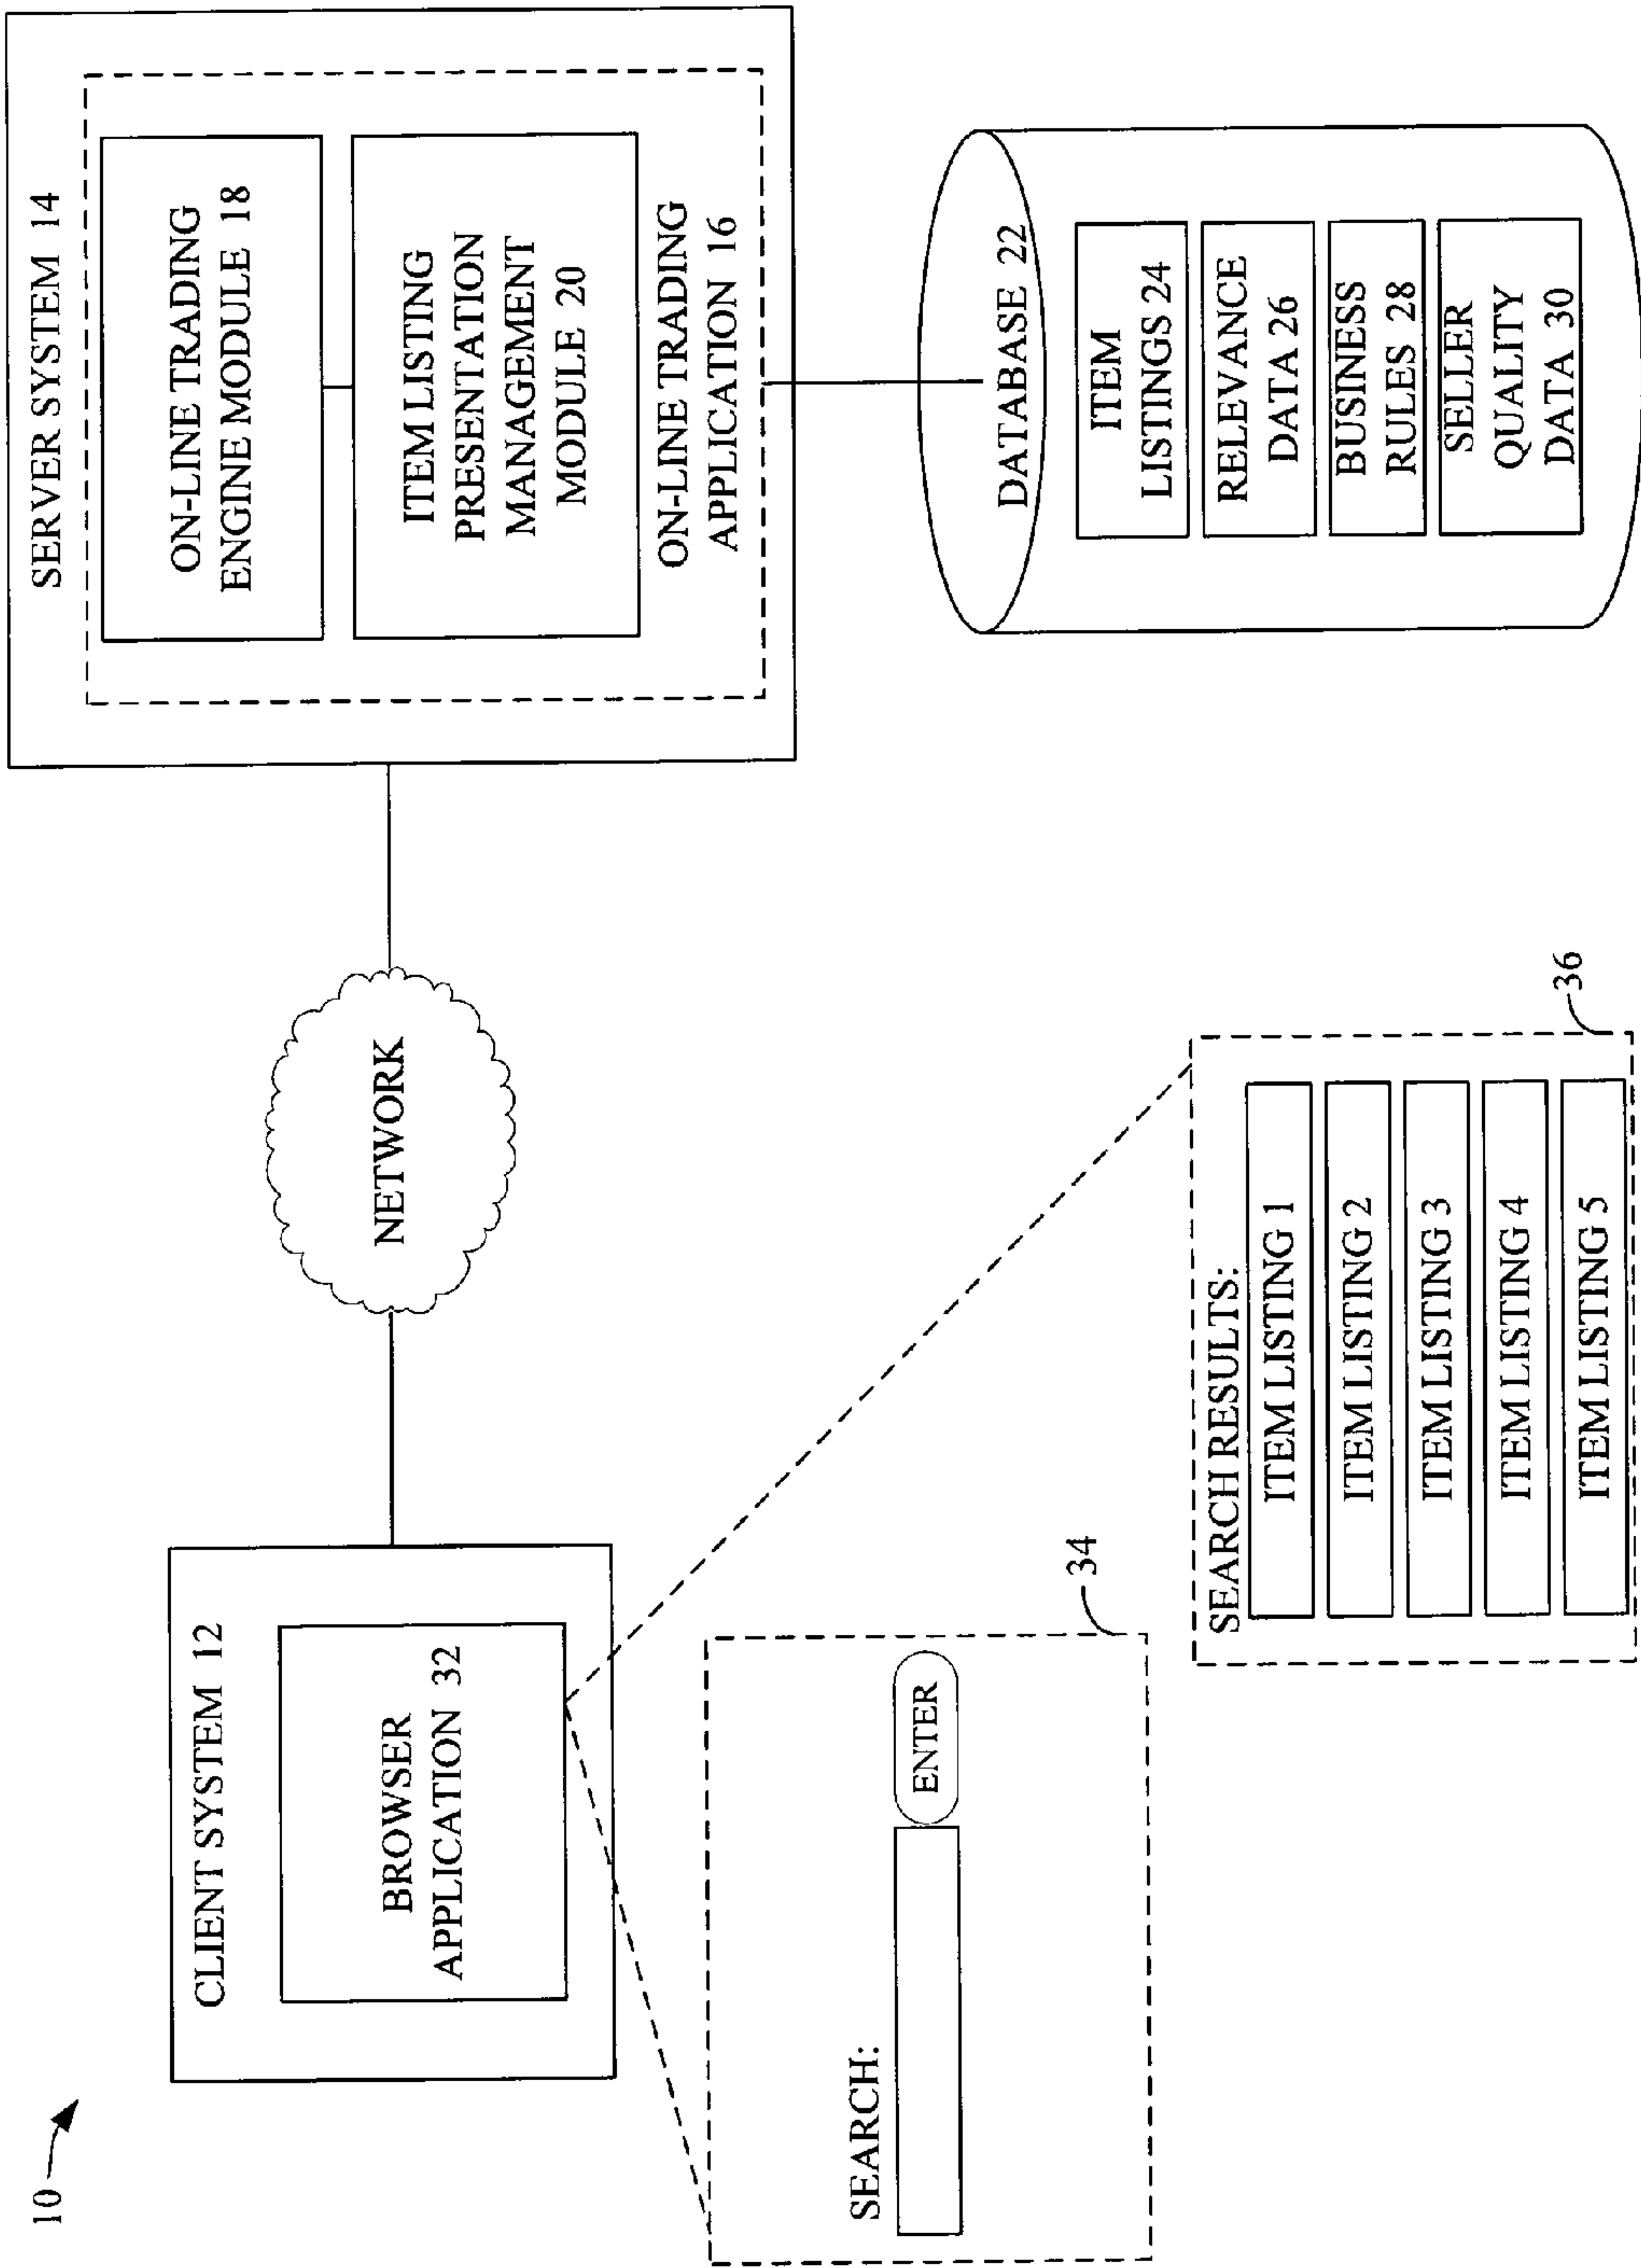 10
CLIENT SYSTEM 12
BROWSER
APPLICATION 32
NETWORK
SERVER SYSTEM 14
ON-LINE TRADING
ENGINE MODULE 18
ITEM LISTING
PRESENTATION
MANAGEMENT
MODULE 20
ON-LINE TRADING
APPLICATION 16
SEARCH:
ENTER
34
SEARCH RESULTS:
ITEM LISTING 1
ITEM LISTING 2
ITEM LISTING 3
ITEM LISTING 4
ITEM LISTING 5
36
DATABASE 22
ITEM
LISTINGS 24
RELEVANCE
DATA 26
BUSINESS
RULES 28
SELLER
QUALITY
DATA 30